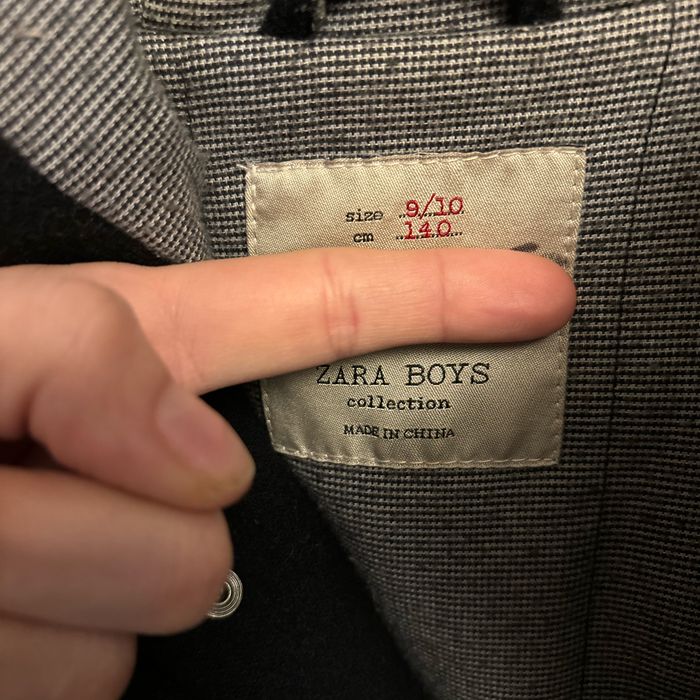 size 9/10
cm 140
ZARA BOYS
collection
MADE IN CHINA